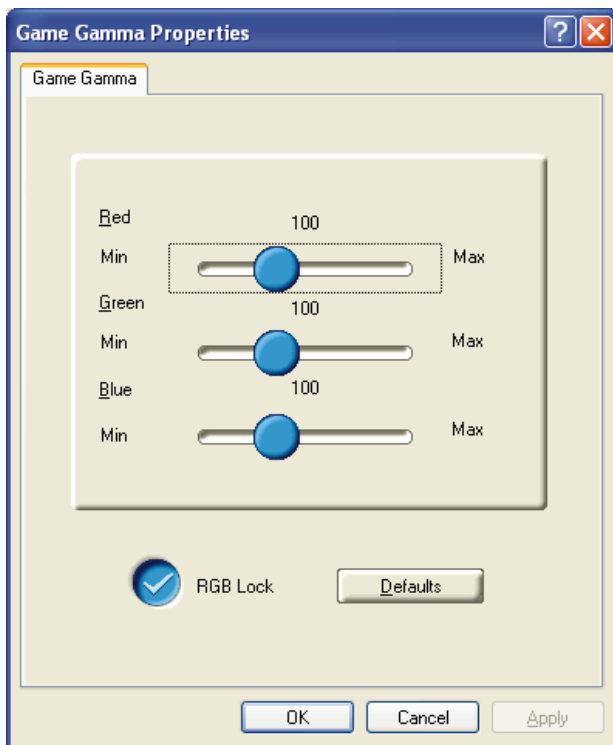 Game Gamma Properties
Game Gamma
Red
100
Min
Max
Green
100
Min
Max
Blue
100
Min
Max
RGB Lock
Defaults
OK
Cancel
Apply